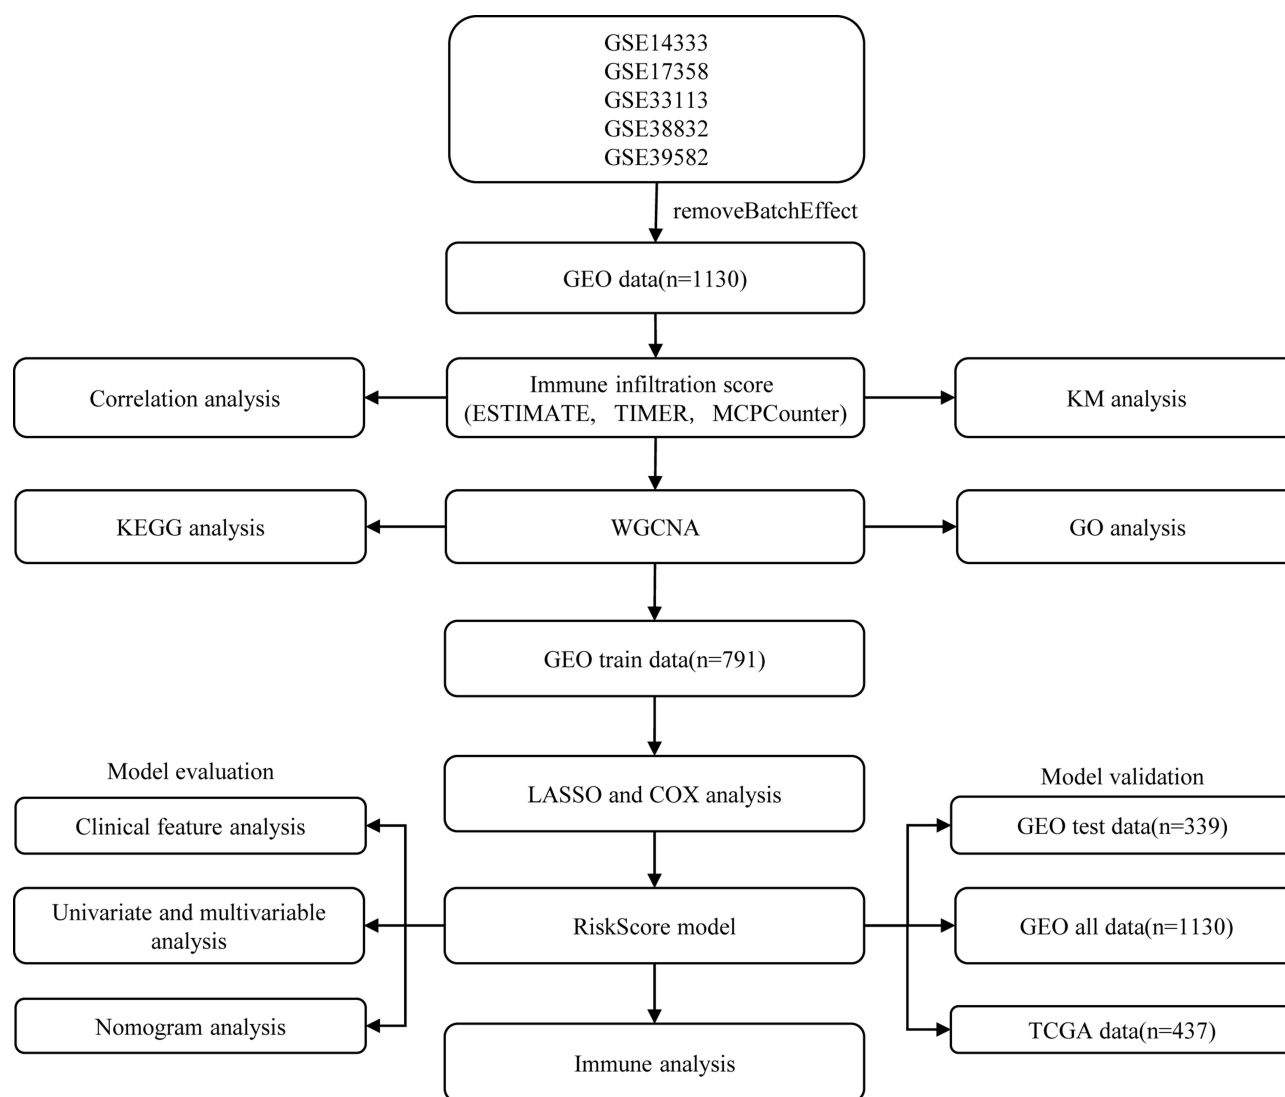 GSE14333
GSE17358
GSE33113
GSE38832
GSE39582
removeBatchEffect
GEO data(n=1130)
Correlation analysis
Immune infiltration score
(ESTIMATE, TIMER, MCPCounter)
KM analysis
KEGG analysis
WGCNA
GO analysis
GEO train data(n=791)
LASSO and COX analysis
Model evaluation
Clinical feature analysis
Univariate and multivariable
analysis
Nomogram analysis
RiskScore model
Model validation
GEO test data(n=339)
GEO all data(n=1130)
TCGA data(n=437)
Immune analysis